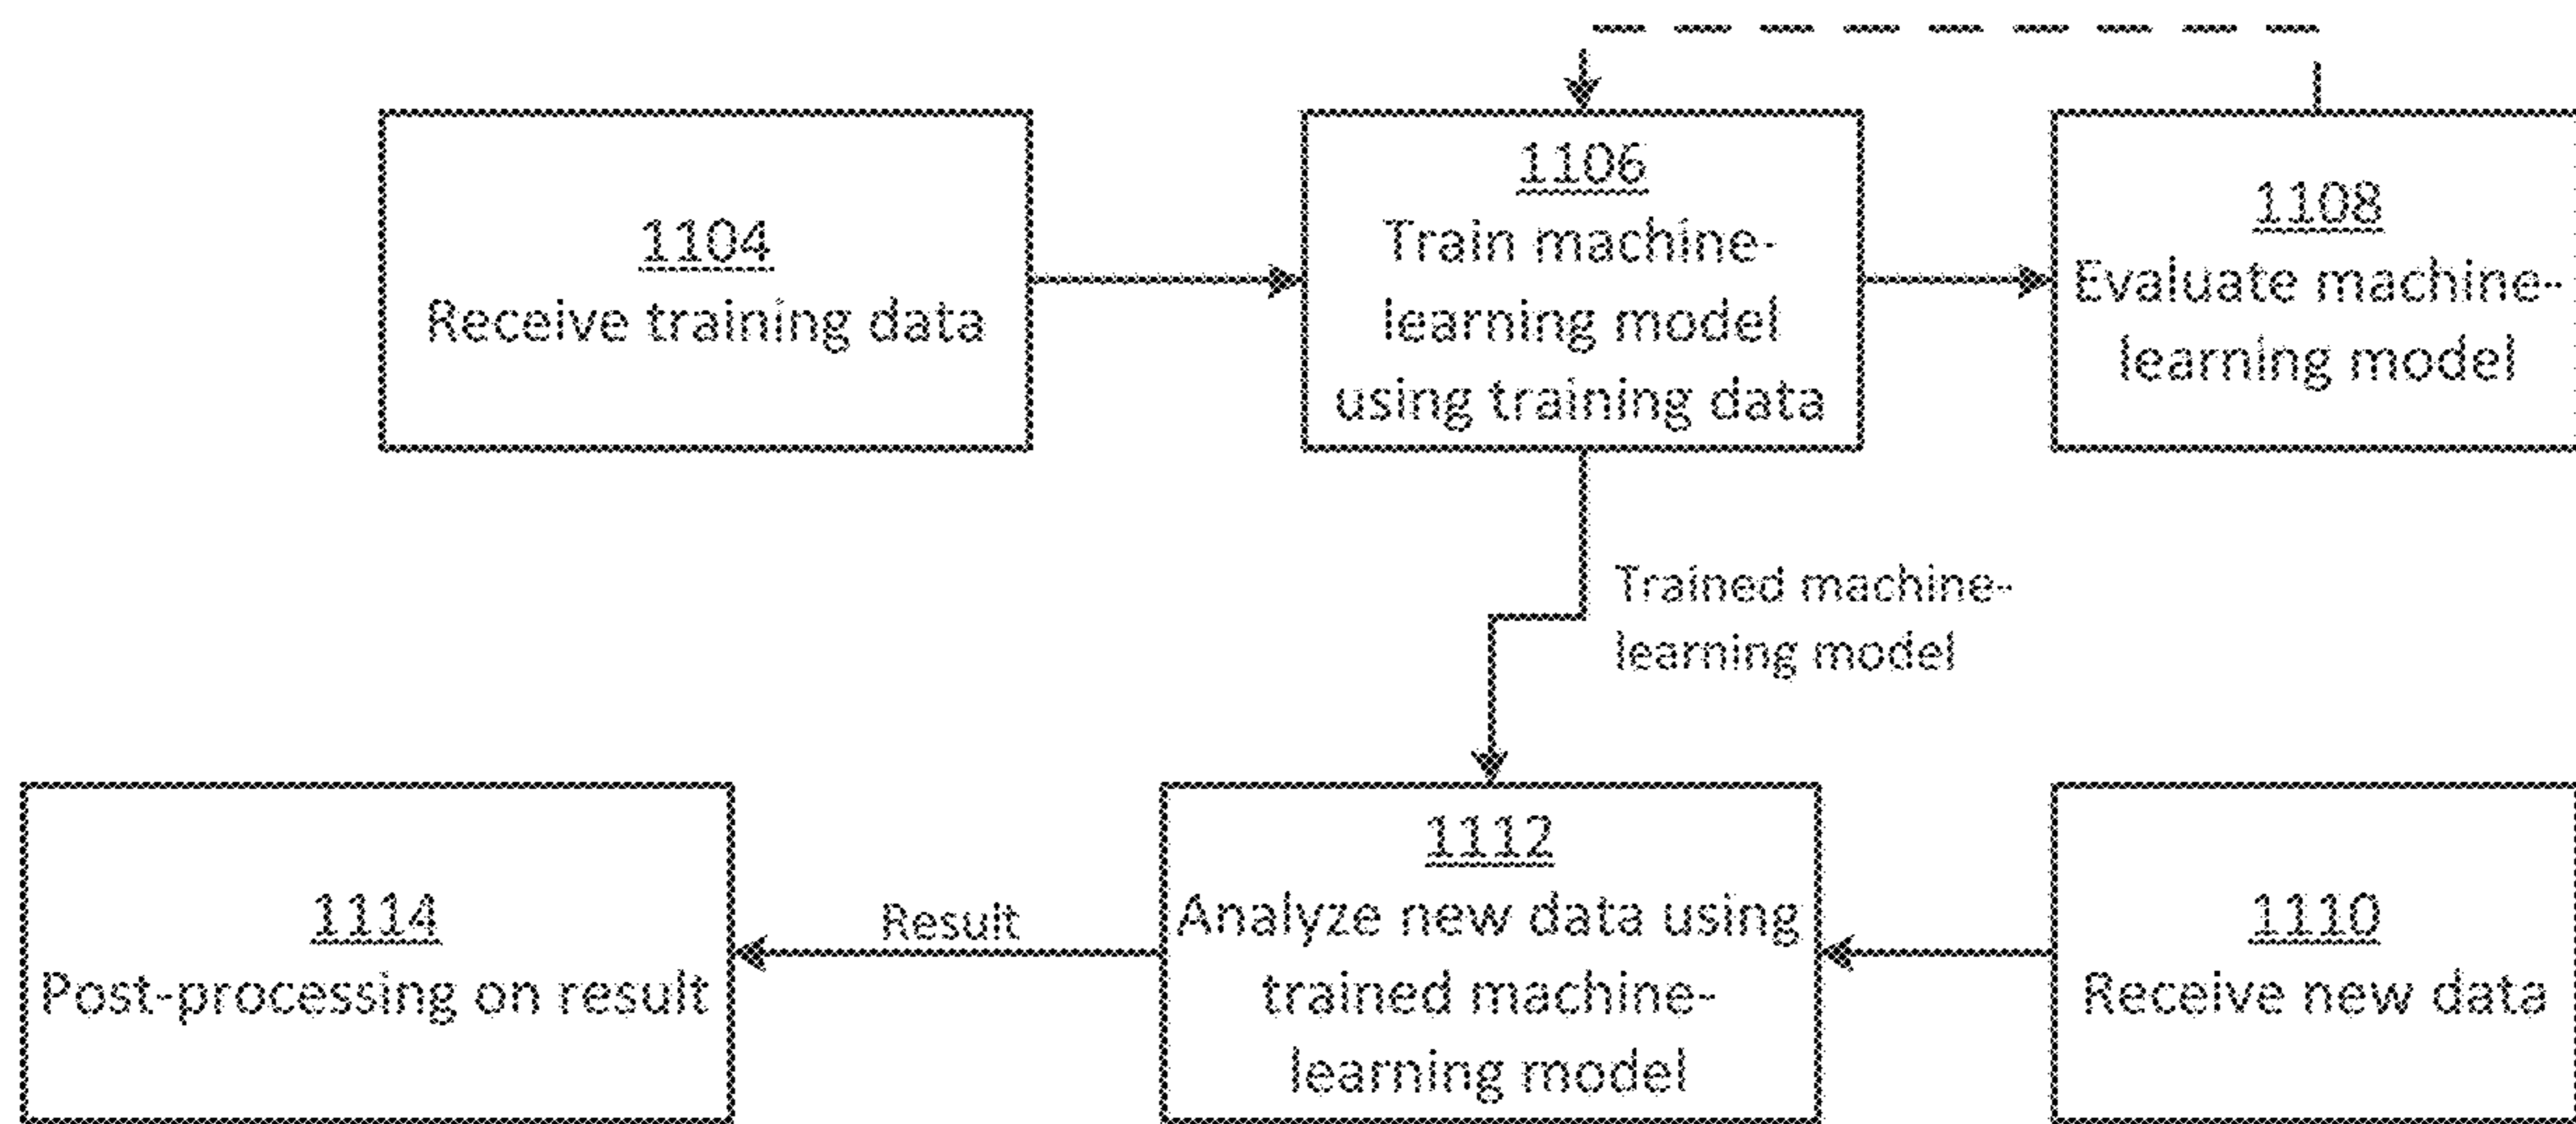 1104
Receive training data
1106
Train machine-
learning model
using training data
1108
Evaluate machine-
learning model
Trained machine-
learning model
1114
Post-processing on result
Result
1112
Analyze new data using
trained machine-
learning model
1110
Receive new data